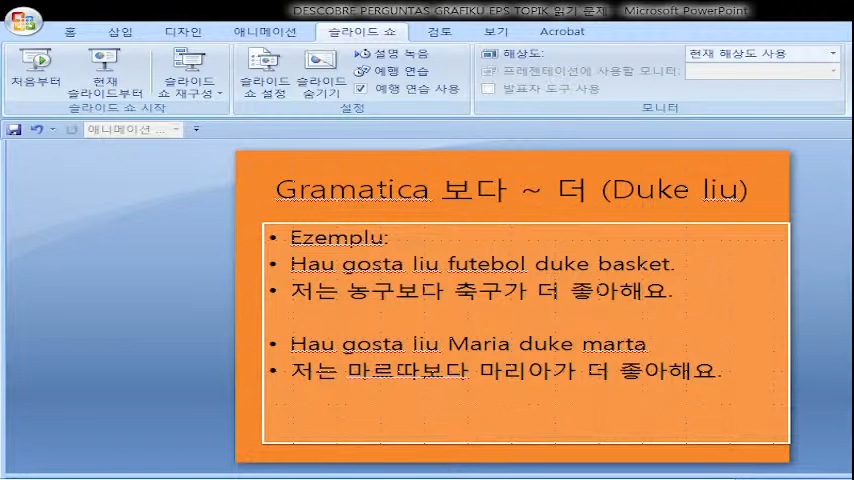 DESCOBRE PERGUNTAS GRAFIKU EPS TOPIK 읽기 문제 - Microsoft PowerPoint
홈 삽입 디자인 애니메이션 슬라이드 쇼 검토 보기 Acrobat
처음부터
현재 슬라이드부터
슬라이드 쇼 재구성
슬라이드 쇼 시작
슬라이드 쇼 설정
슬라이드 숨기기
설명 녹음
예행 연습
예행 연습 사용
설정
해상도: 현재 해상도 사용
프레젠테이션에 사용할 모니터:
발표자 도구 사용
모니터
애니메이션 ...
Gramatica 보다 ~ 더 (Duke liu)
• Ezemplu:
• Hau gosta liu futebol duke basket.
• 저는 농구보다 축구가 더 좋아해요.
• Hau gosta liu Maria duke marta
• 저는 마르따보다 마리아가 더 좋아해요.